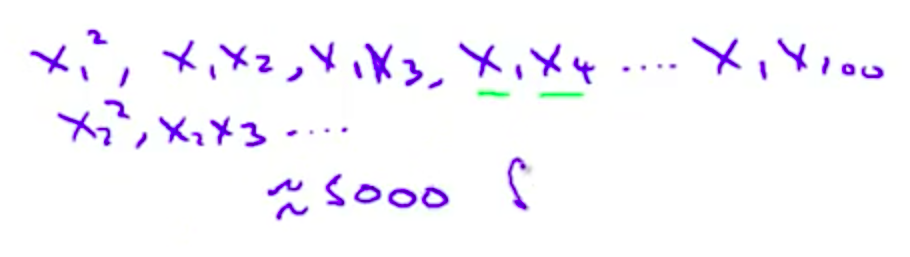 x₁², x₁x₂, x₁x₃, x₁x₄ .... x₁x₁₀₀
x₂², x₂x₃ ....
≈ 5000